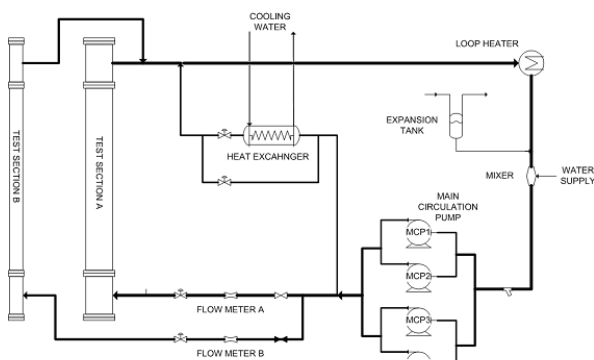 COOLING
WATER
LOOP HEATER
EXPANSION
TANK
HEAT EXCAHNGER
MIXER
WATER
SUPPLY
TEST SECTION B
TEST SECTION A
MAIN
CIRCULATION
PUMP
MCP1
MCP2
MCP3
FLOW METER A
FLOW METER B